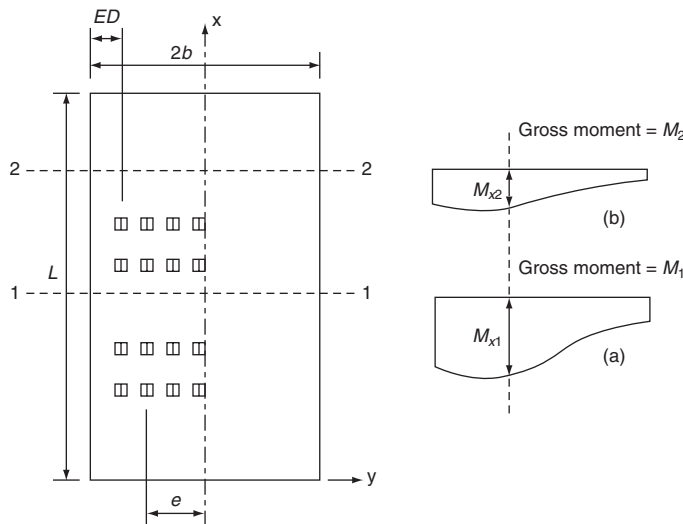 ED
x
2b
2
2
L
1
1
e
y
Gross moment = M2
Mx2
(b)
Gross moment = M1
Mx1
(a)